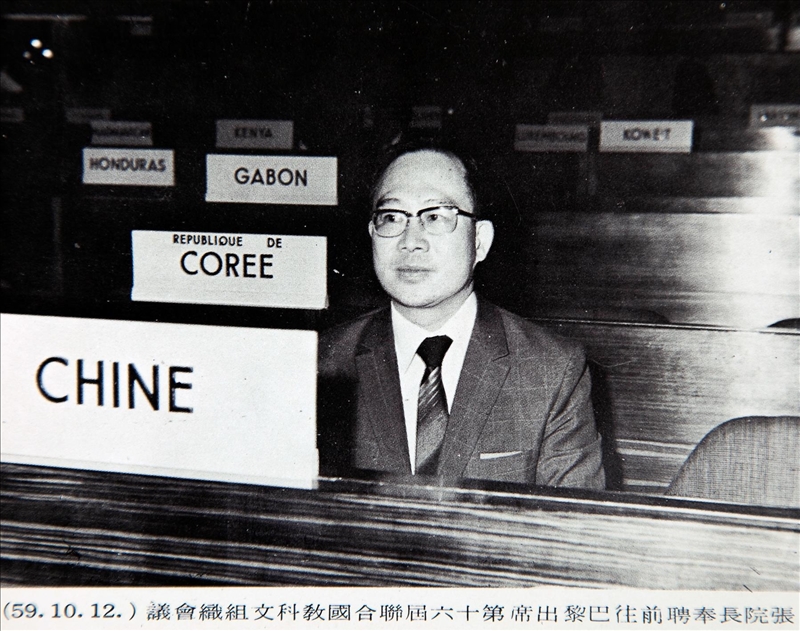 KENYA
LUXEMBOURG
KOWEIT
HONDURAS
GABON
REPUBLIQUE DE
COREE
CHINE
張院長奉聘前往巴黎出席第十六屆聯合國教科文組織會議 (59.10.12.)